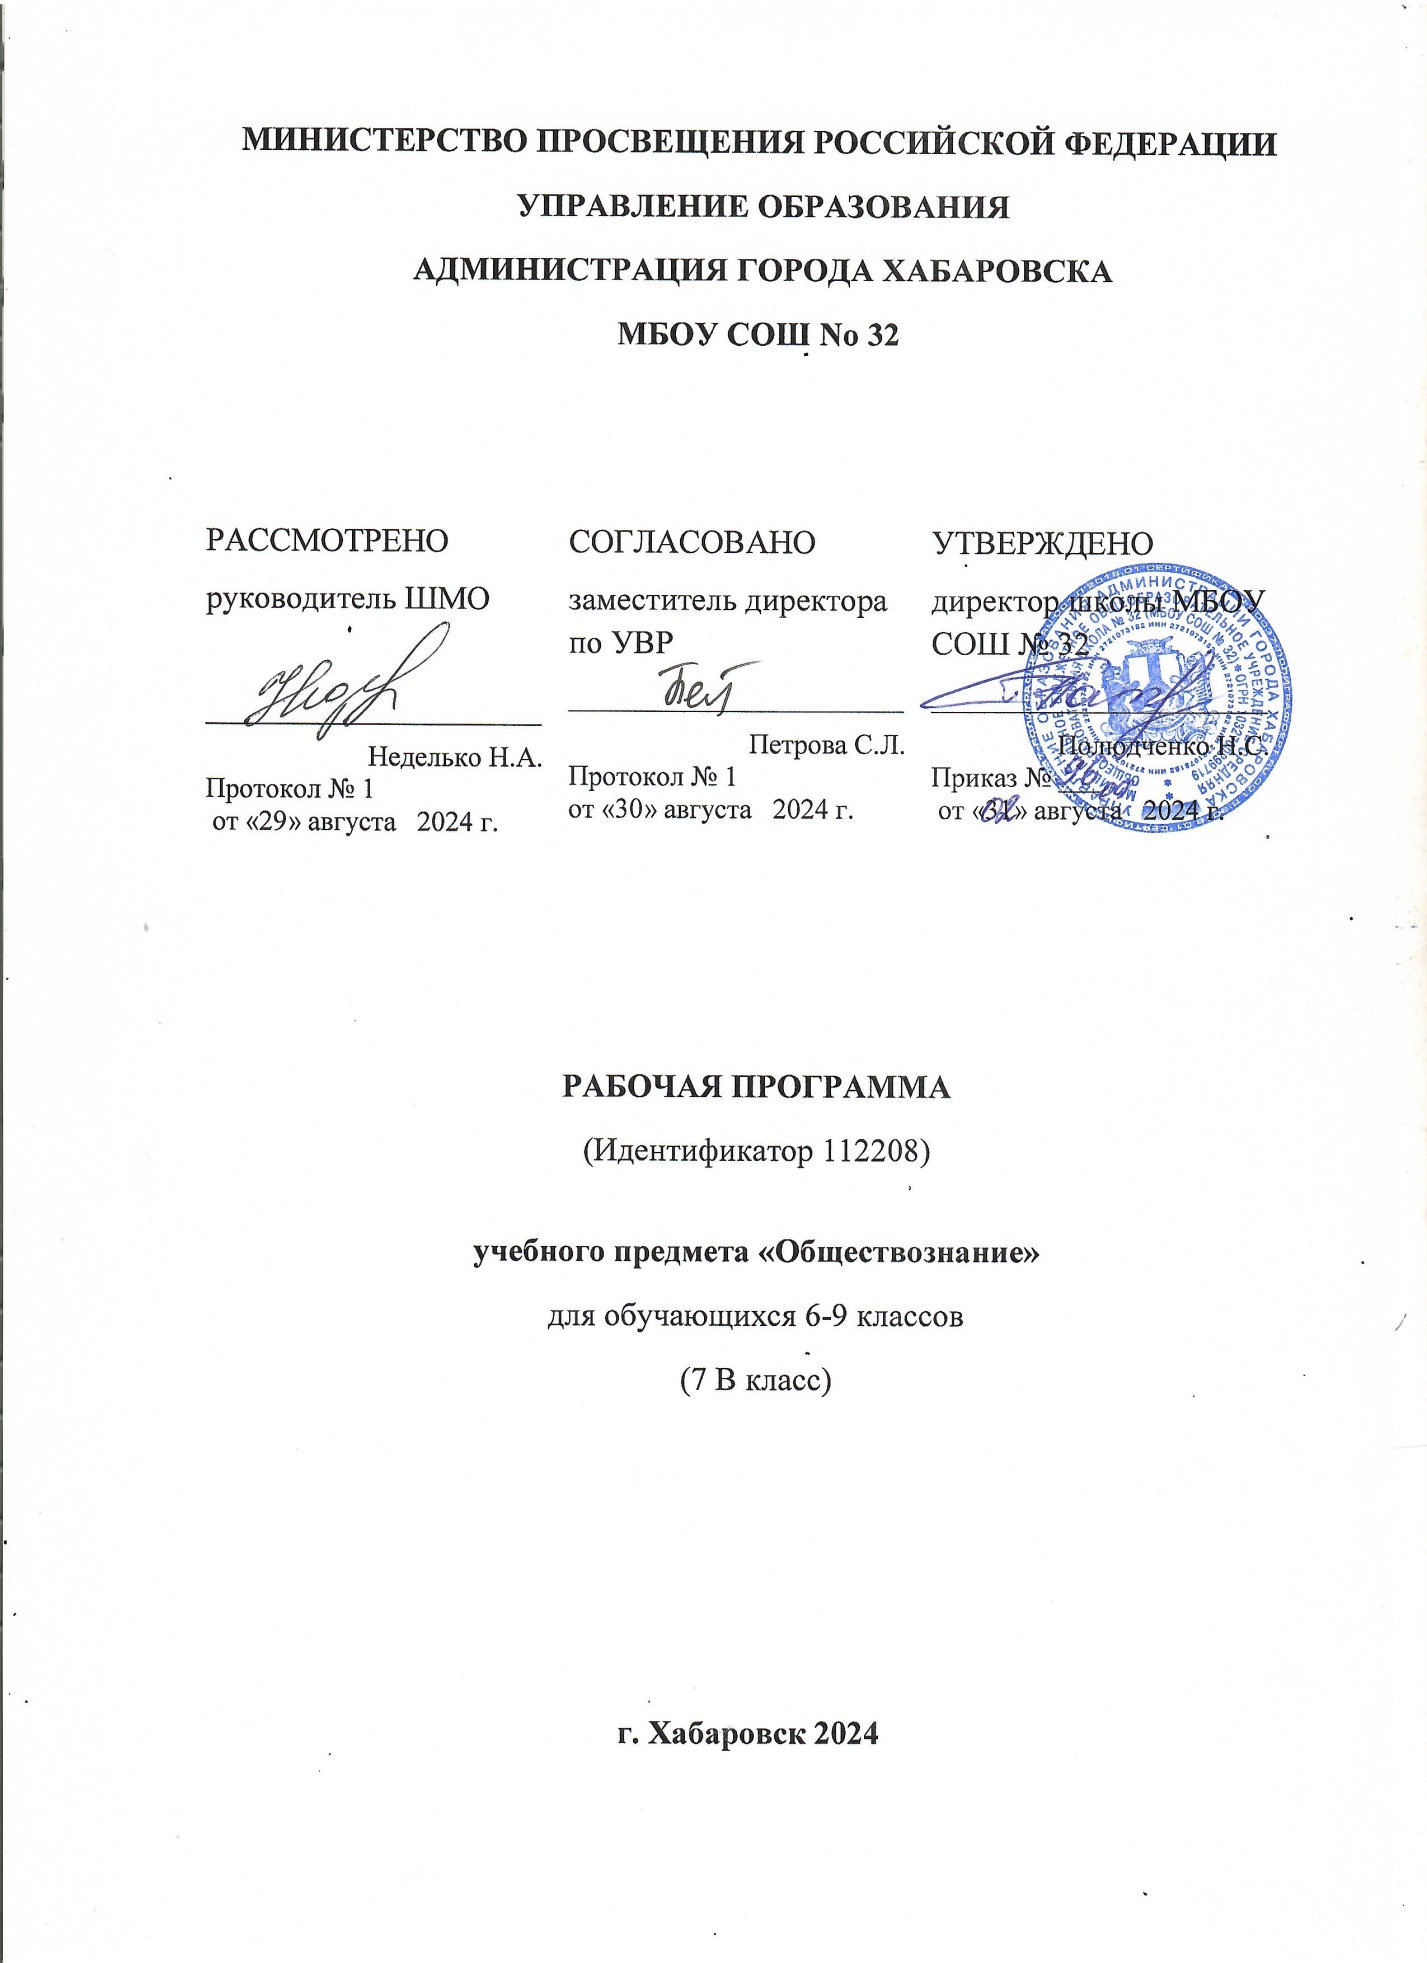 МИНИСТЕРСТВО ПРОСВЕЩЕНИЯ РОССИЙСКОЙ ФЕДЕРАЦИИ
УПРАВЛЕНИЕ ОБРАЗОВАНИЯ
АДМИНИСТРАЦИЯ ГОРОДА ХАБАРОВСКА
МБОУ СОШ No 32
РАССМОТРЕНО
руководитель ШМО
Неделько Н.А.
Протокол № 1
от «29» августа 2024 г.
СОГЛАСОВАНО
заместитель директора
по УВР
Петрова С.Л.
Протокол № 1
от «30» августа 2024 г.
УТВЕРЖДЕНО
директор школы МБОУ
СОШ № 32
Полюдченко Н.С.
Приказ №
от «31» августа 2024 г.
РАБОЧАЯ ПРОГРАММА
(Идентификатор 112208)
учебного предмета «Обществознание»
для обучающихся 6-9 классов
(7 В класс)
г. Хабаровск 2024